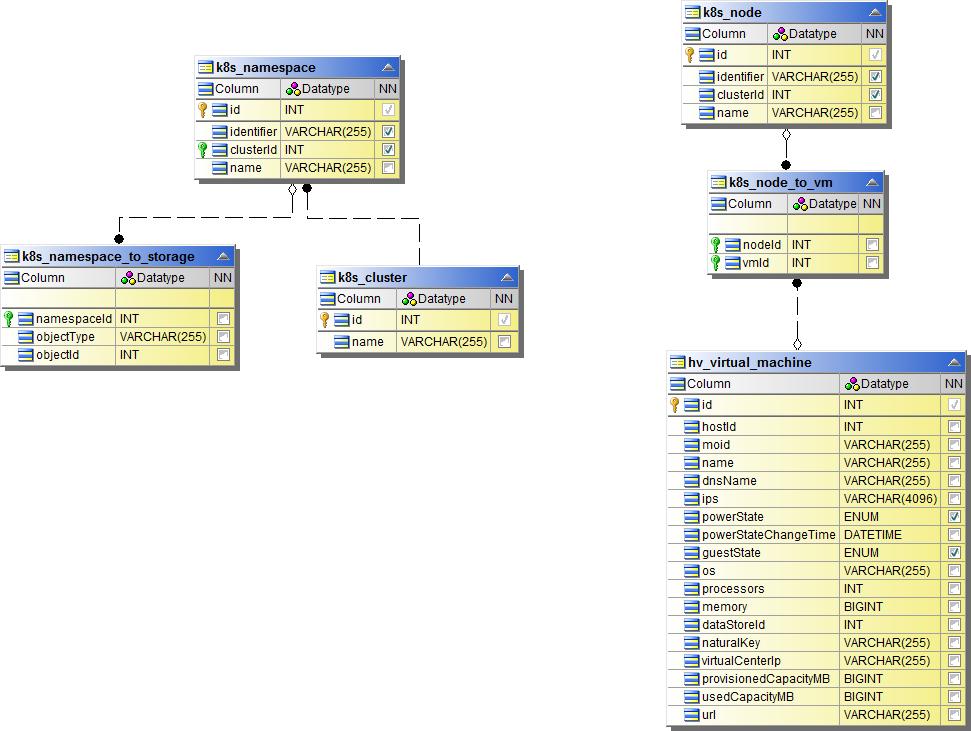 k8s_namespace
Column Datatype NN
id INT
identifier VARCHAR(255)
clusterId INT
name VARCHAR(255)
k8s_namespace_to_storage
Column Datatype NN
namespaceId INT
objectType VARCHAR(255)
objectId INT
k8s_cluster
Column Datatype NN
id INT
name VARCHAR(255)
k8s_node
Column Datatype NN
id INT
identifier VARCHAR(255)
clusterId INT
name VARCHAR(255)
k8s_node_to_vm
Column Datatype NN
nodeId INT
vmId INT
hv_virtual_machine
Column Datatype NN
id INT
hostId INT
moid VARCHAR(255)
name VARCHAR(255)
dnsName VARCHAR(255)
ips VARCHAR(4096)
powerState ENUM
powerStateChangeTime DATETIME
guestState ENUM
os VARCHAR(255)
processors INT
memory BIGINT
dataStoreId INT
naturalKey VARCHAR(255)
virtualCenterIp VARCHAR(255)
provisionedCapacityMB BIGINT
usedCapacityMB BIGINT
url VARCHAR(255)